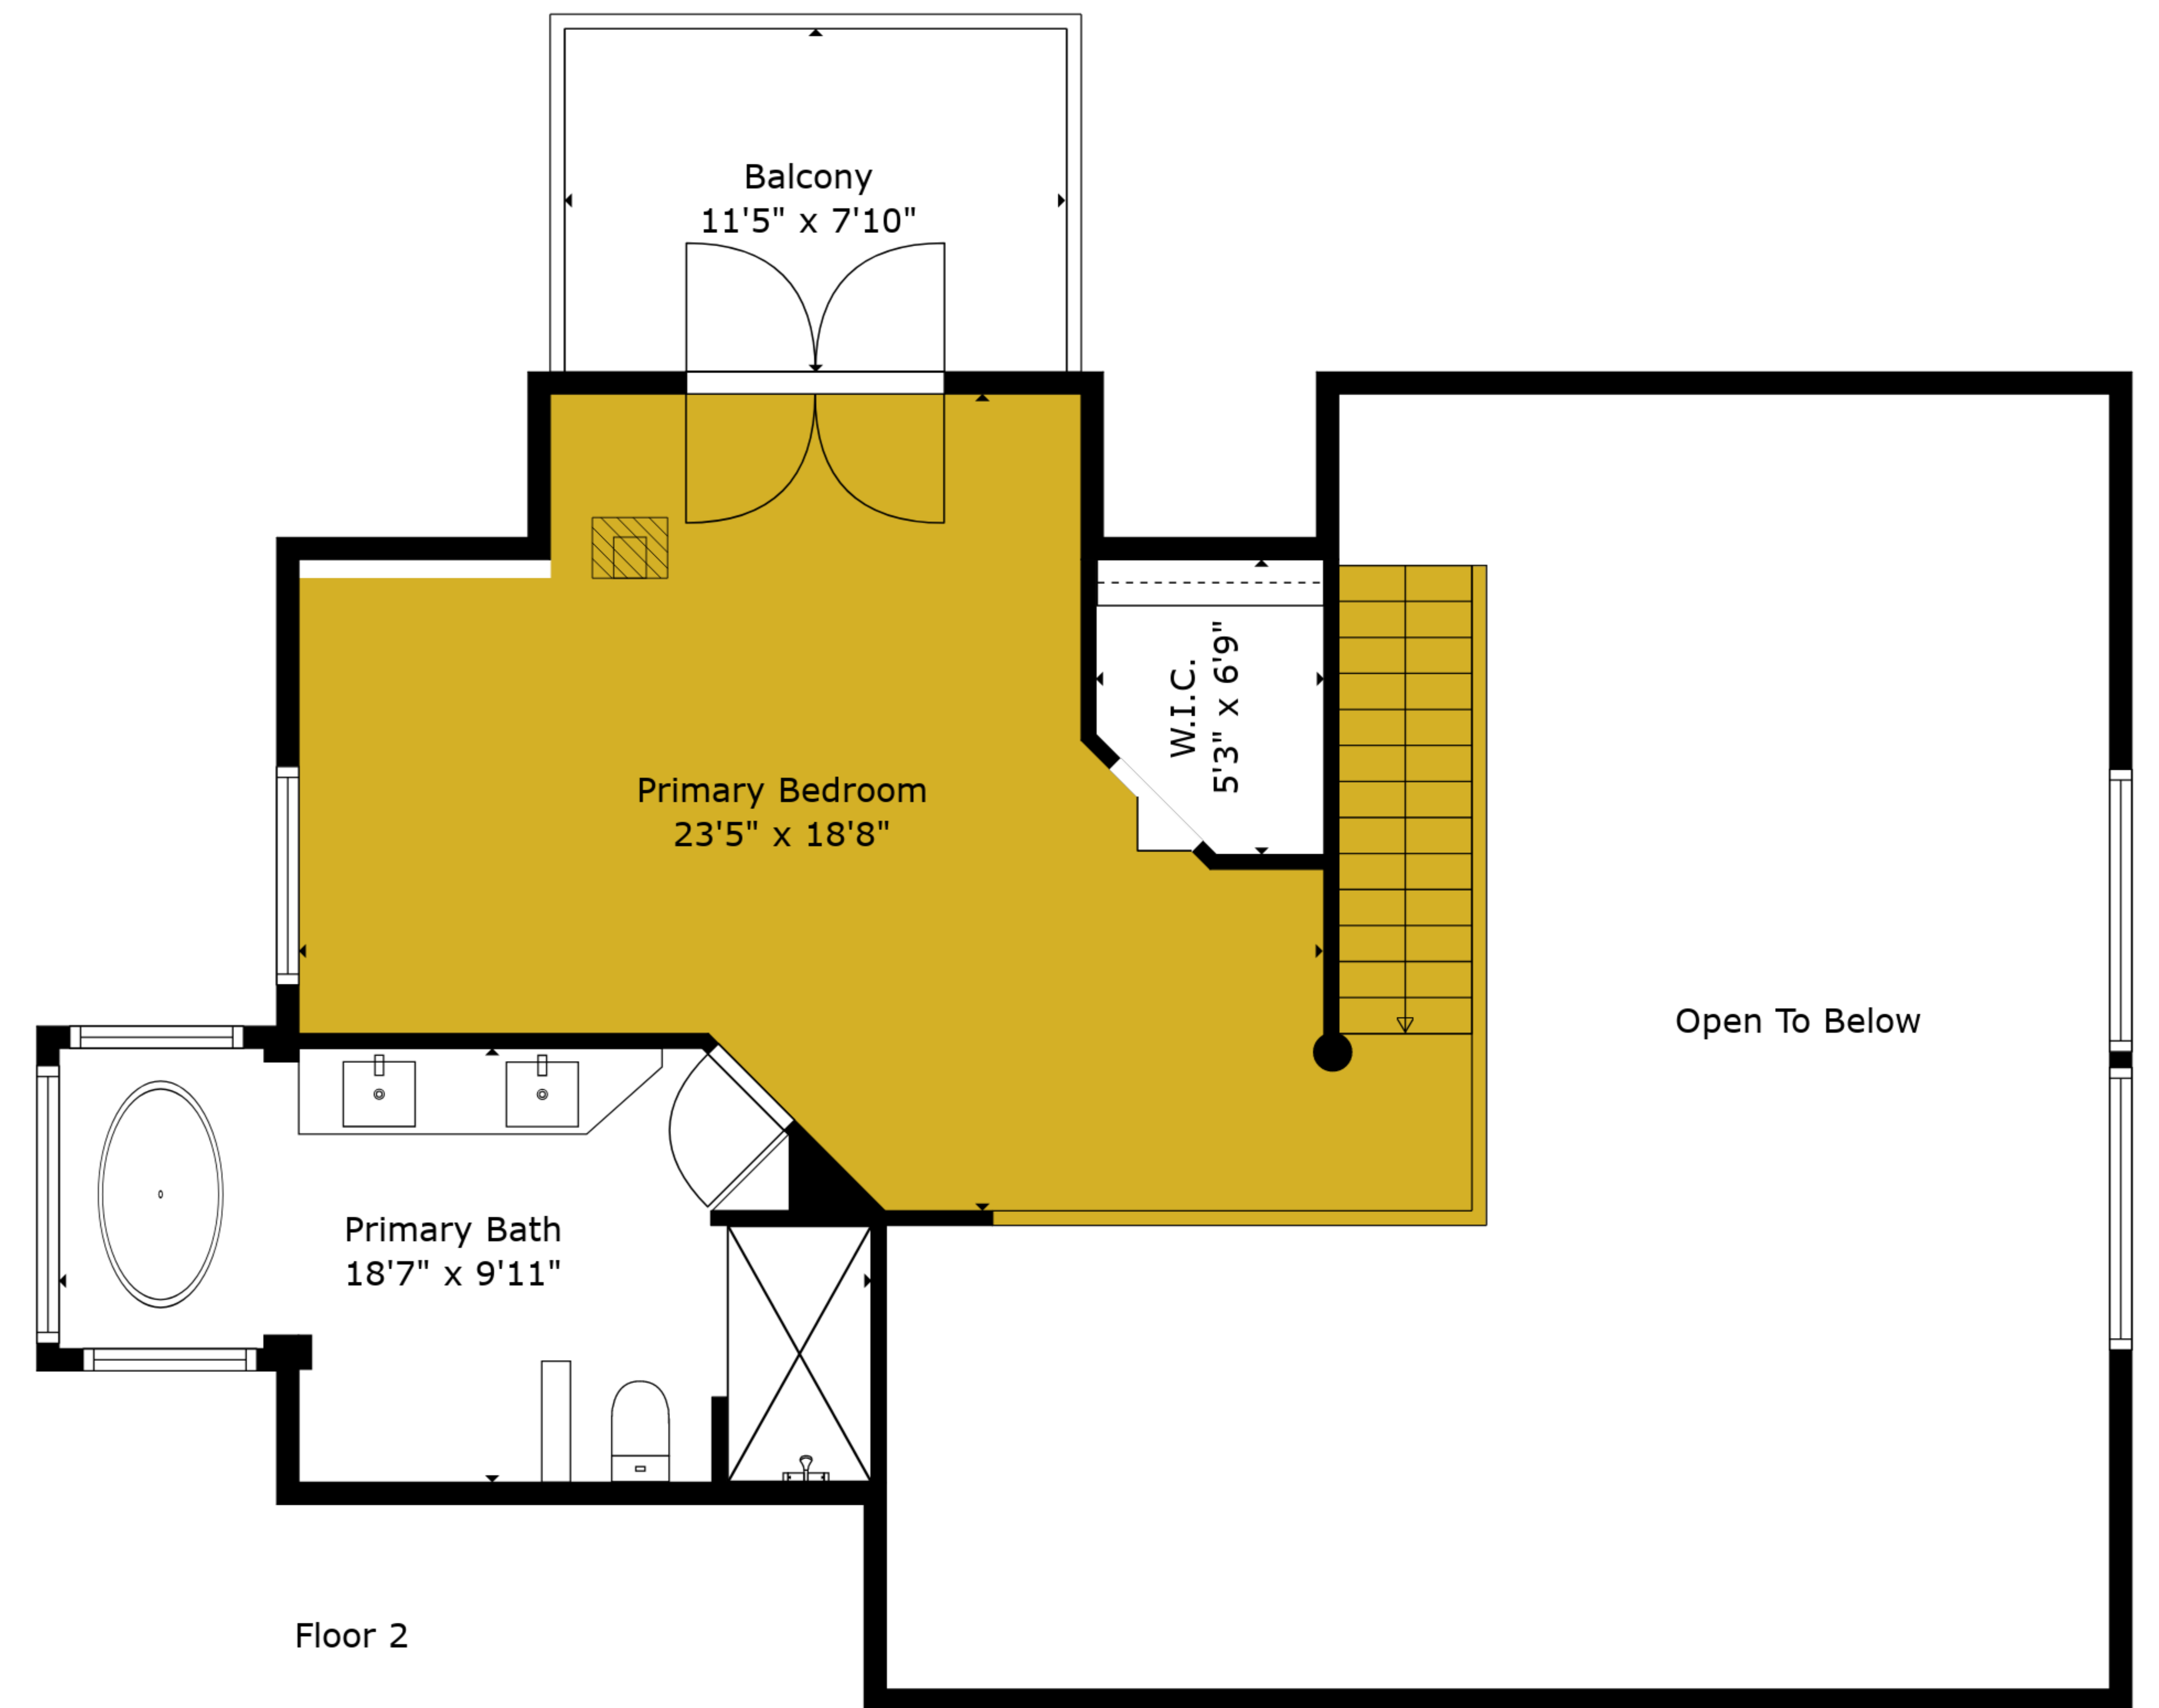 Balcony
11'5" x 7'10"
W.I.C.
5'3" x 6'9"
Primary Bedroom
23'5" x 18'8"
Open To Below
Primary Bath
18'7" x 9'11"
Floor 2